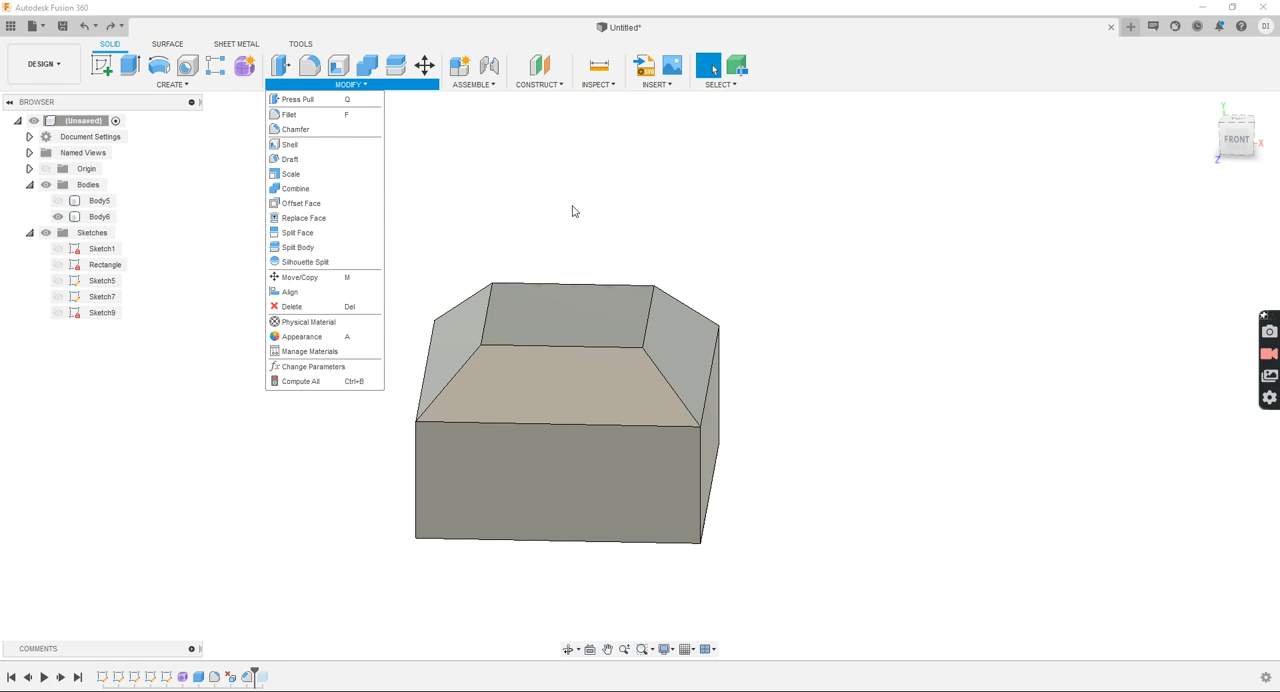 Autodesk Fusion 360
Untitled*
DI
DESIGN
SOLID SURFACE SHEET METAL TOOLS
CREATE MODIFY ASSEMBLE CONSTRUCT INSPECT INSERT SELECT
BROWSER
(Unsaved)
Document Settings
Named Views
Origin
Bodies
Body5
Body6
Sketches
Sketch1
Rectangle
Sketch5
Sketch7
Sketch9
Press Pull Q
Fillet F
Chamfer
Shell
Draft
Scale
Combine
Offset Face
Replace Face
Split Face
Split Body
Silhouette Split
Move/Copy M
Align
Delete Del
Physical Material
Appearance A
Manage Materials
Change Parameters
Compute All Ctrl+B
Y
FRONT
X
Z
COMMENTS